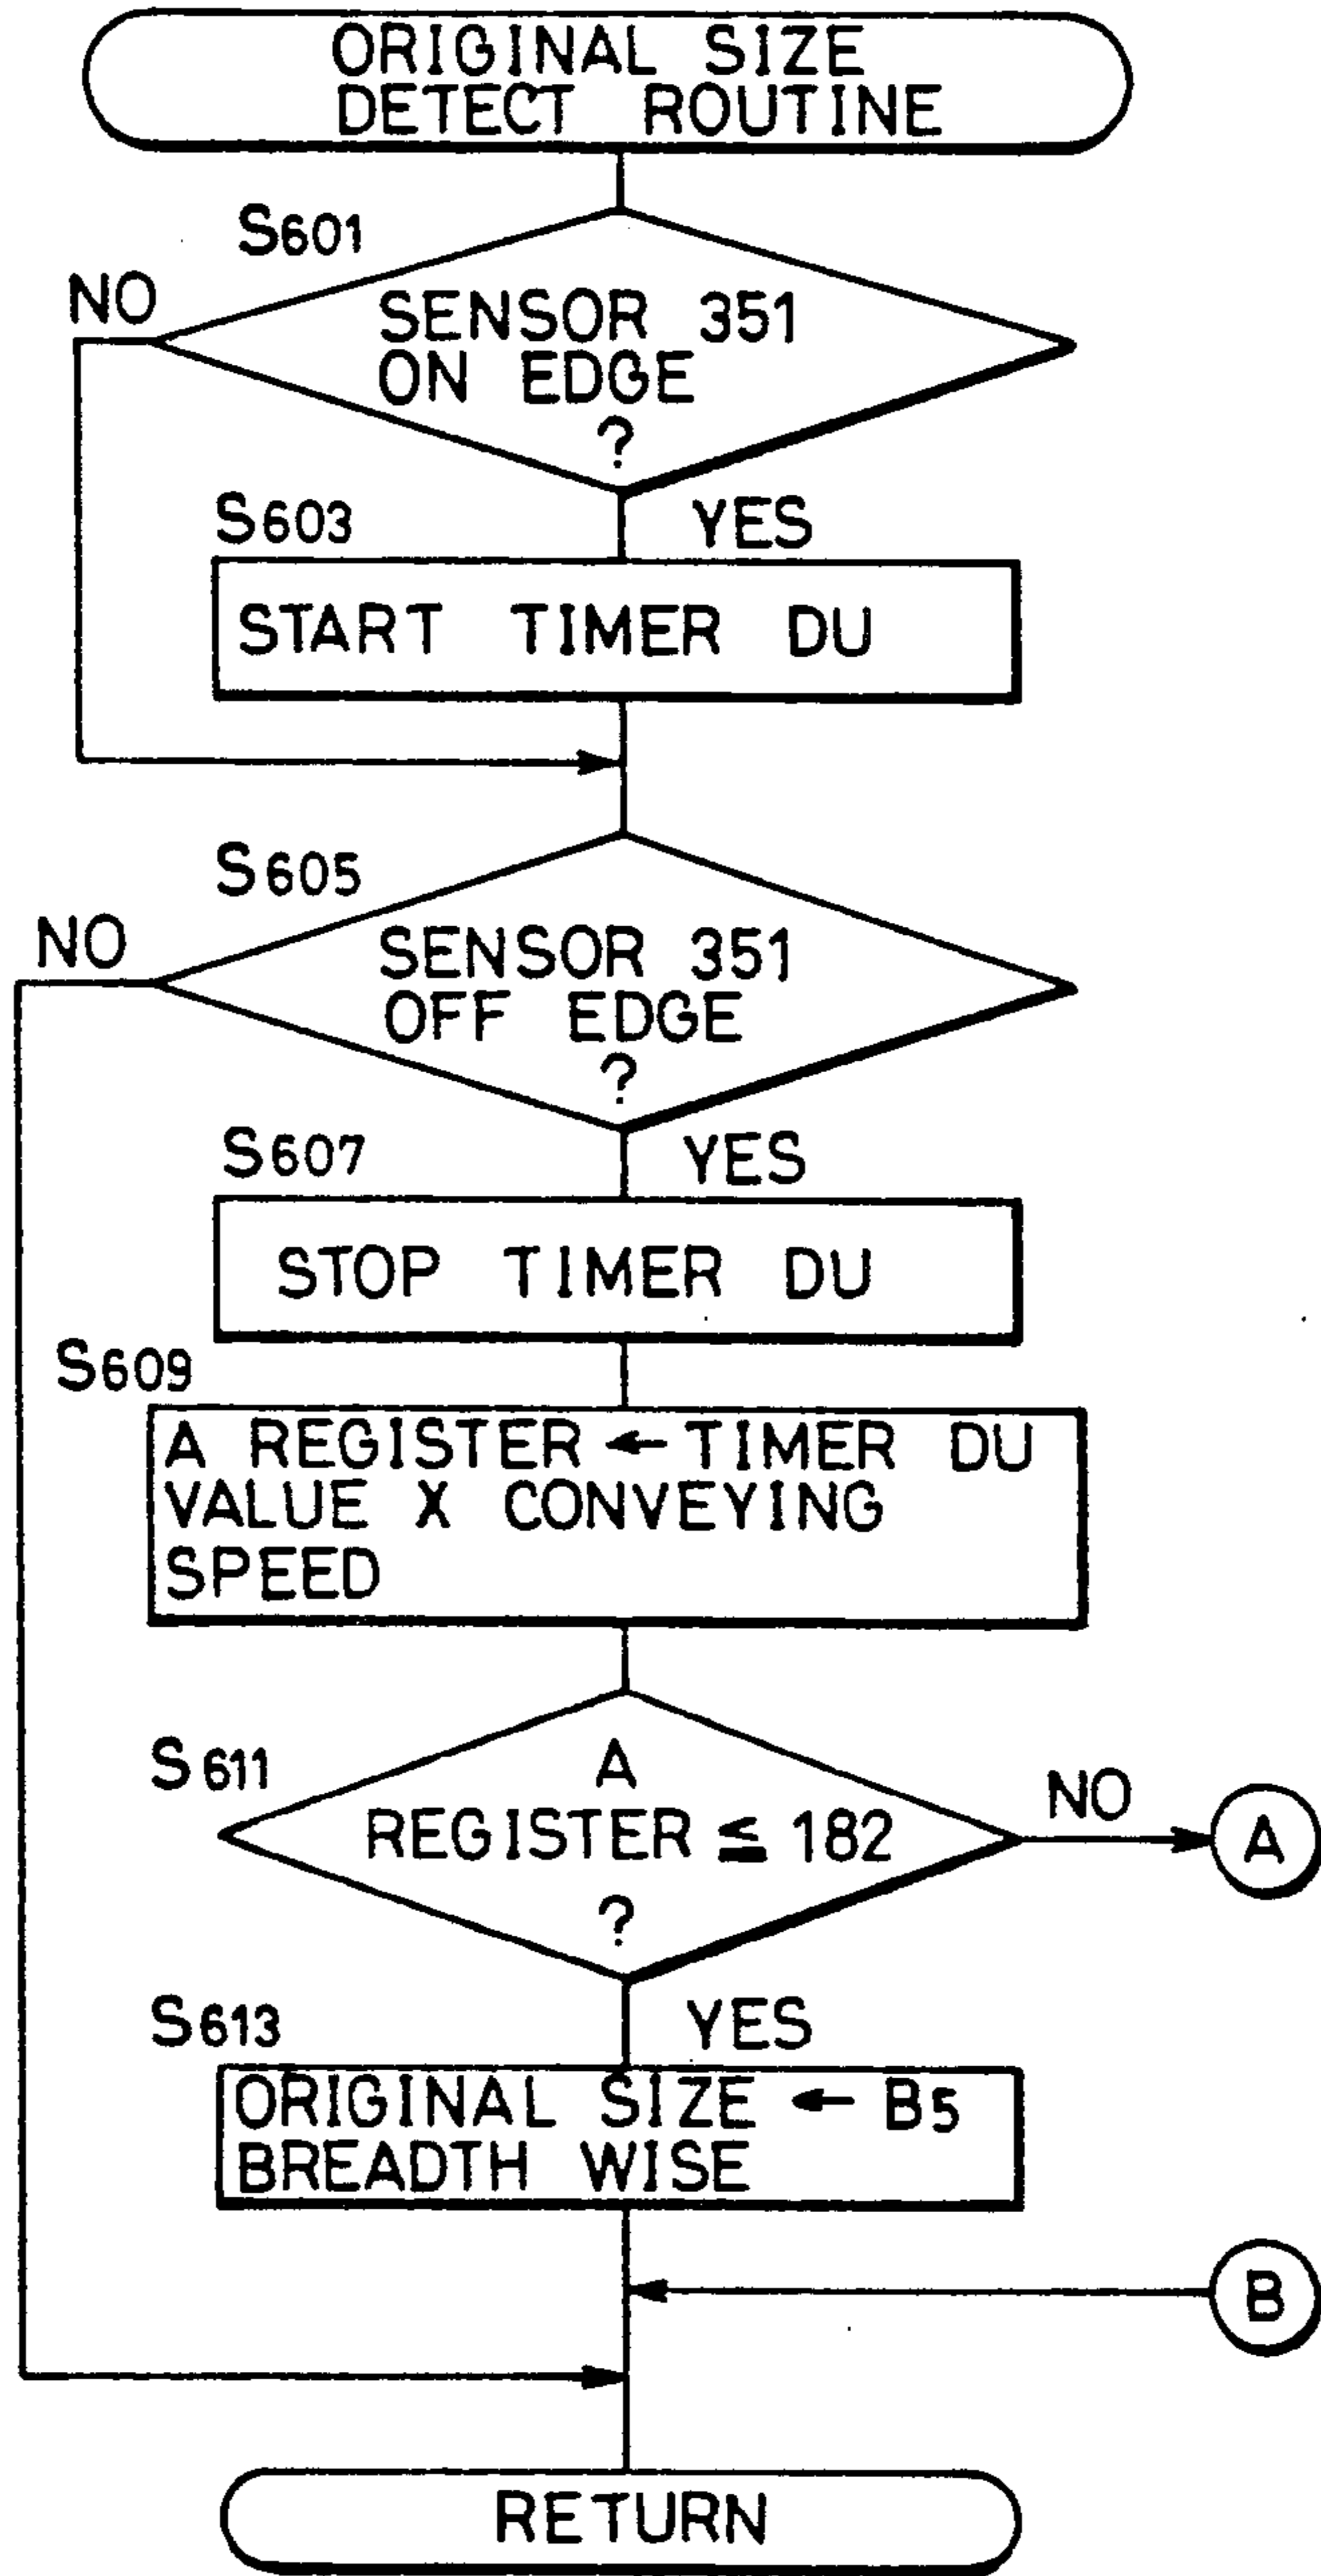 ORIGINAL SIZE
DETECT ROUTINE
S601
NO
SENSOR 351
ON EDGE
?
S603
YES
START TIMER DU
S605
NO
SENSOR 351
OFF EDGE
?
S607
YES
STOP TIMER DU
S609
A REGISTER ← TIMER DU
VALUE X CONVEYING
SPEED
S611
A
REGISTER ≦ 182
?
NO
A
S613
YES
ORIGINAL SIZE ← B5
BREADTH WISE
B
RETURN